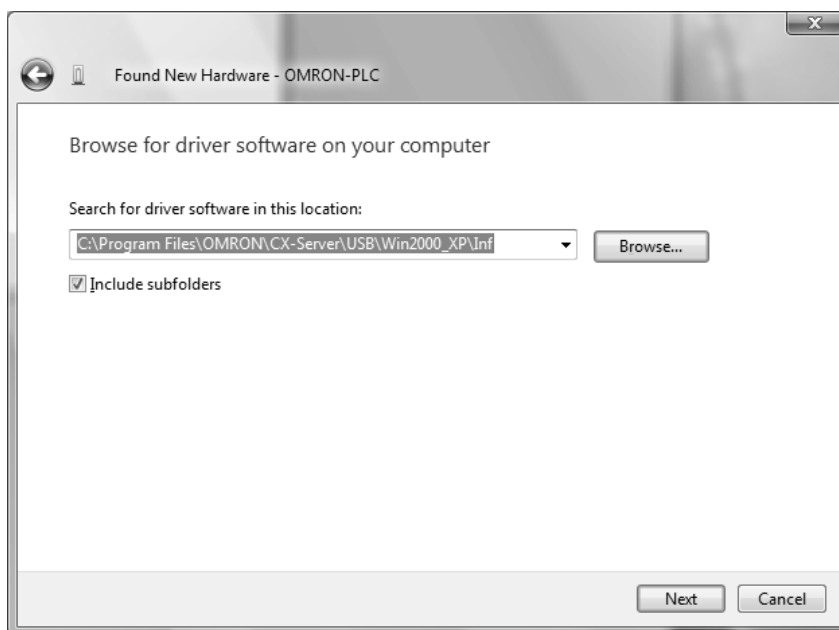 Found New Hardware - OMRON-PLC
Browse for driver software on your computer
Search for driver software in this location:
C:\Program Files\OMRON\CX-Server\USB\Win2000_XP\Inf
Browse...
Include subfolders
Next
Cancel